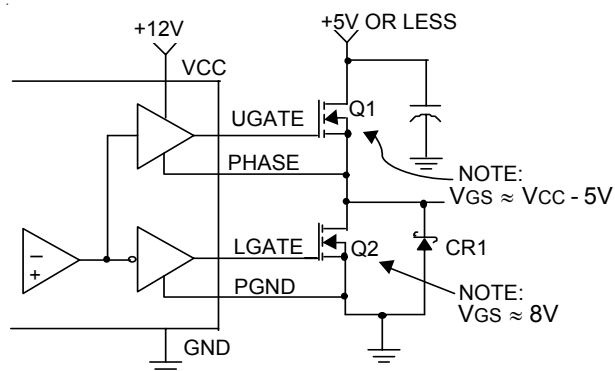 +12V
+5V OR LESS
VCC
UGATE
Q1
PHASE
NOTE:
VGS ≈ VCC - 5V
- +
LGATE
Q2
CR1
PGND
NOTE:
VGS ≈ 8V
GND